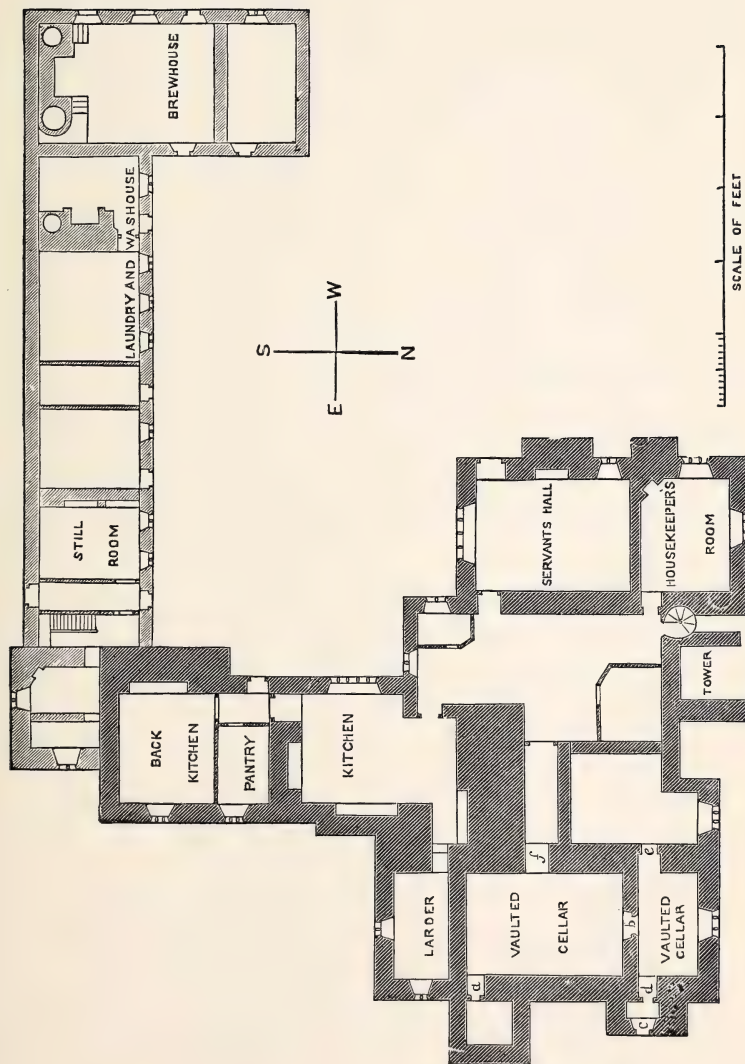 BREWHOUSE
LAUNDRY AND WASHOUSE
STILL
ROOM
S
E
W
N
SCALE OF FEET
BACK
KITCHEN
PANTRY
KITCHEN
SERVANTS HALL
HOUSEKEEPERS
ROOM
TOWER
LARDER
VAULTED
CELLAR
VAULTED
CELLAR
f
e
b
d
d
c